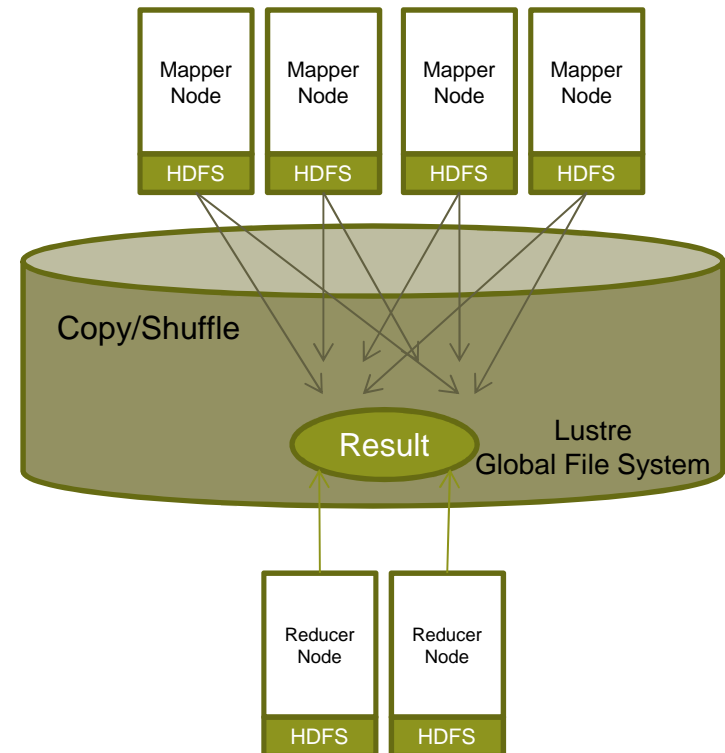 Mapper
Node
Mapper
Node
Mapper
Node
Mapper
Node
HDFS
HDFS
HDFS
HDFS
Copy/Shuffle
Result
Lustre
Global File System
Reducer
Node
Reducer
Node
HDFS
HDFS